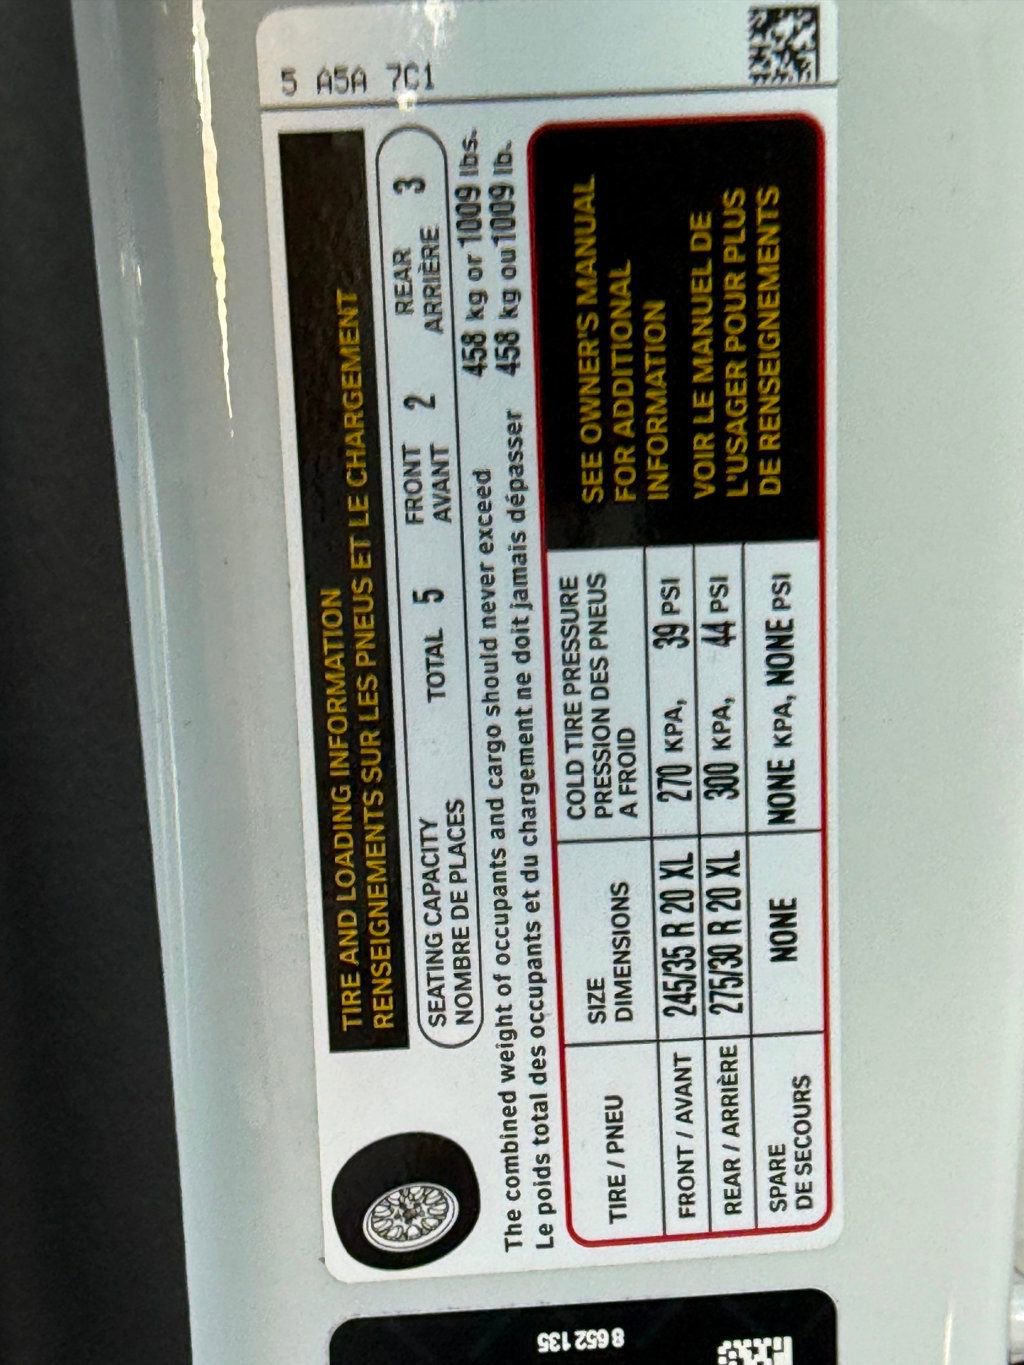 5 A5A 7C1
TIRE AND LOADING INFORMATION
RENSEIGNEMENTS SUR LES PNEUS ET LE CHARGEMENT
SEATING CAPACITY
NOMBRE DE PLACES
TOTAL 5
FRONT
AVANT 2
REAR
ARRIÈRE 3
The combined weight of occupants and cargo should never exceed 458 kg or 1009 lbs.
Le poids total des occupants et du chargement ne doit jamais dépasser 458 kg ou 1009 lb.
TIRE / PNEU
SIZE
DIMENSIONS
COLD TIRE PRESSURE
PRESSION DES PNEUS
A FROID
FRONT / AVANT 245/35 R 20 XL 270 KPA, 39 PSI
REAR / ARRIÈRE 275/30 R 20 XL 300 KPA, 44 PSI
SPARE
DE SECOURS NONE NONE KPA, NONE PSI
SEE OWNER'S MANUAL
FOR ADDITIONAL
INFORMATION
VOIR LE MANUEL DE
L'USAGER POUR PLUS
DE RENSEIGNEMENTS
8 652 135